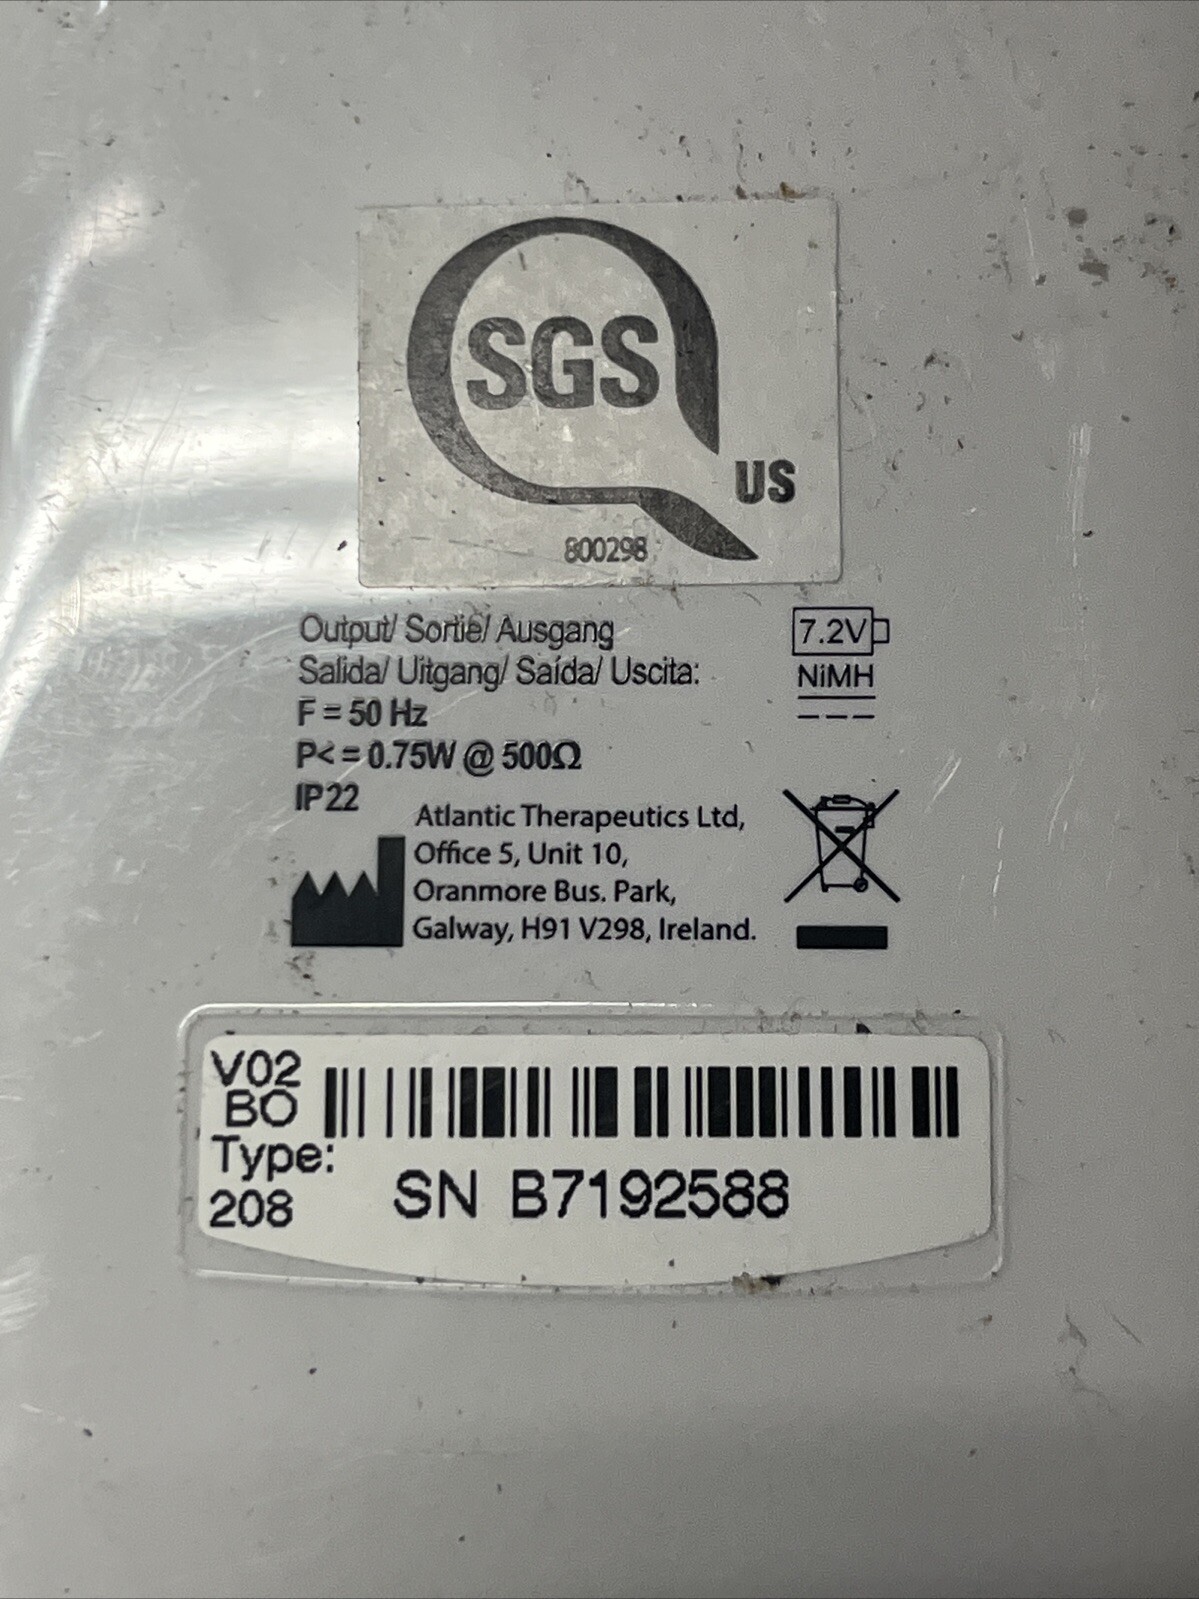 SGS
US
800298
Output/ Sortie/ Ausgang
Salida/ Uitgang/ Saída/ Uscita:
F = 50 Hz
P< = 0.75W @ 500Ω
IP22
7.2V
NiMH
Atlantic Therapeutics Ltd,
Office 5, Unit 10,
Oranmore Bus. Park,
Galway, H91 V298, Ireland.
V02
BO
Type:
208
SN B7192588